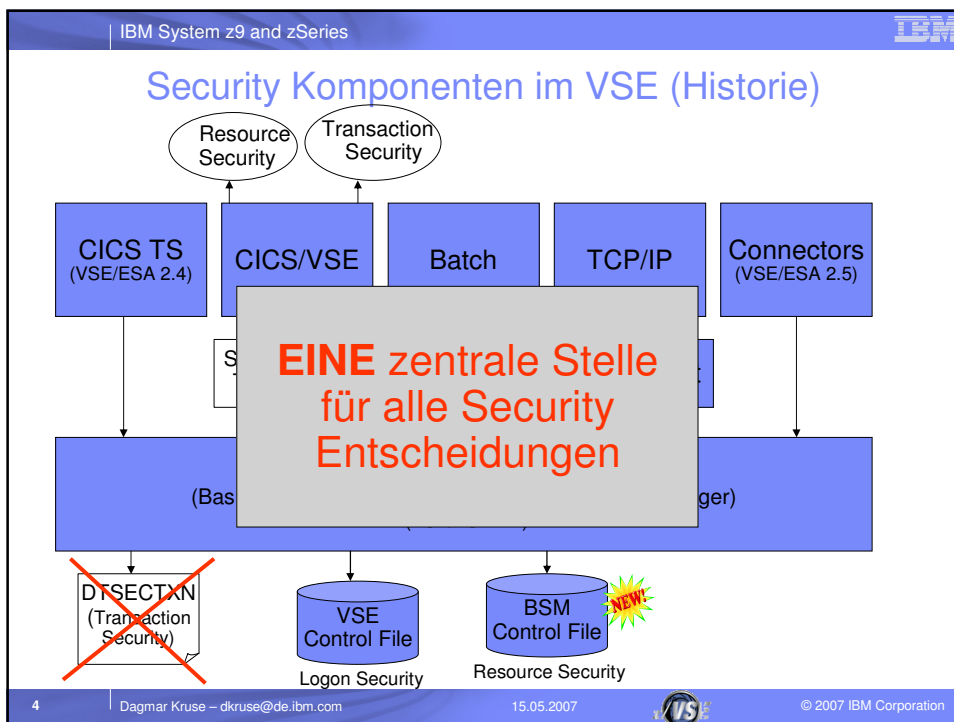 IBM System z9 and zSeries
IBM
Security Komponenten im VSE (Historie)
Resource
Security
Transaction
Security
CICS TS
(VSE/ESA 2.4)
CICS/VSE
Batch
TCP/IP
Connectors
(VSE/ESA 2.5)
EINE zentrale Stelle
für alle Security
Entscheidungen
DTSECTXN
(Transaction
Security)
VSE
Control File
Logon Security
BSM
Control File
NEW!
Resource Security
4
Dagmar Kruse – dkruse@de.ibm.com
15.05.2007
VSE
© 2007 IBM Corporation